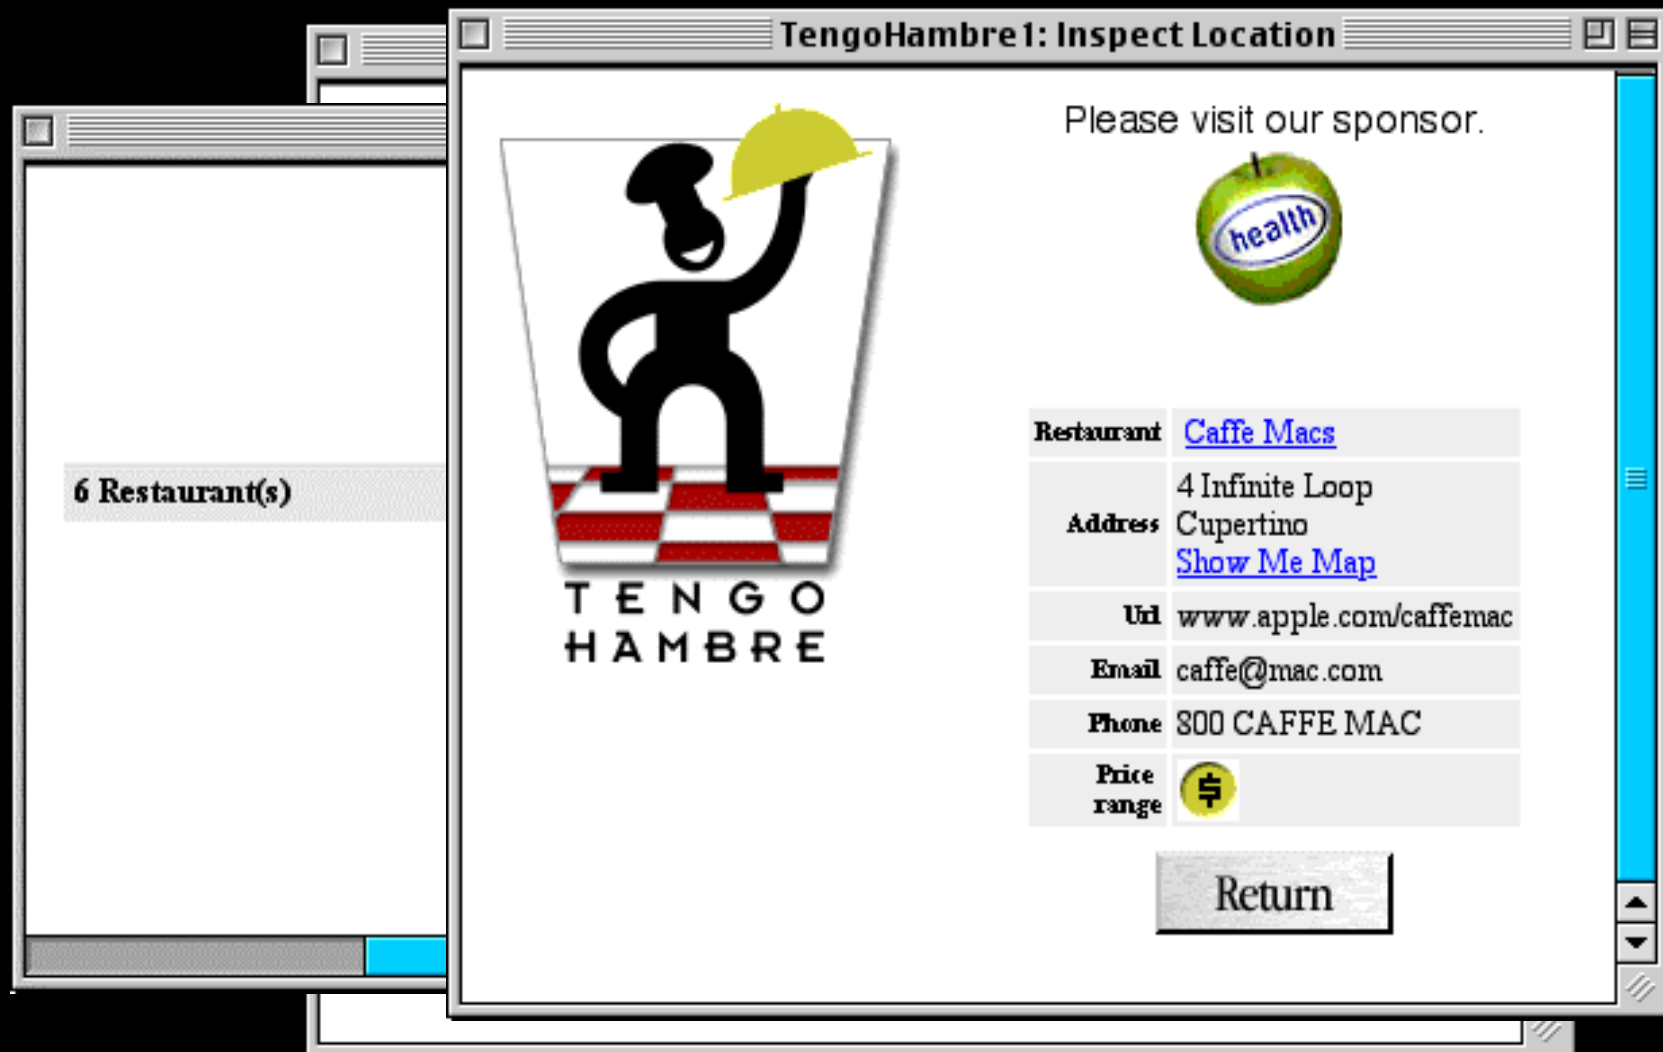 TengoHambre1: Inspect Location
6 Restaurant(s)
TENGO
HAMBRE
Please visit our sponsor.
health
Restaurant Caffe Macs
Address 4 Infinite Loop
Cupertino
Show Me Map
Url www.apple.com/caffemac
Email caffe@mac.com
Phone 800 CAFFE MAC
Price
range $
Return